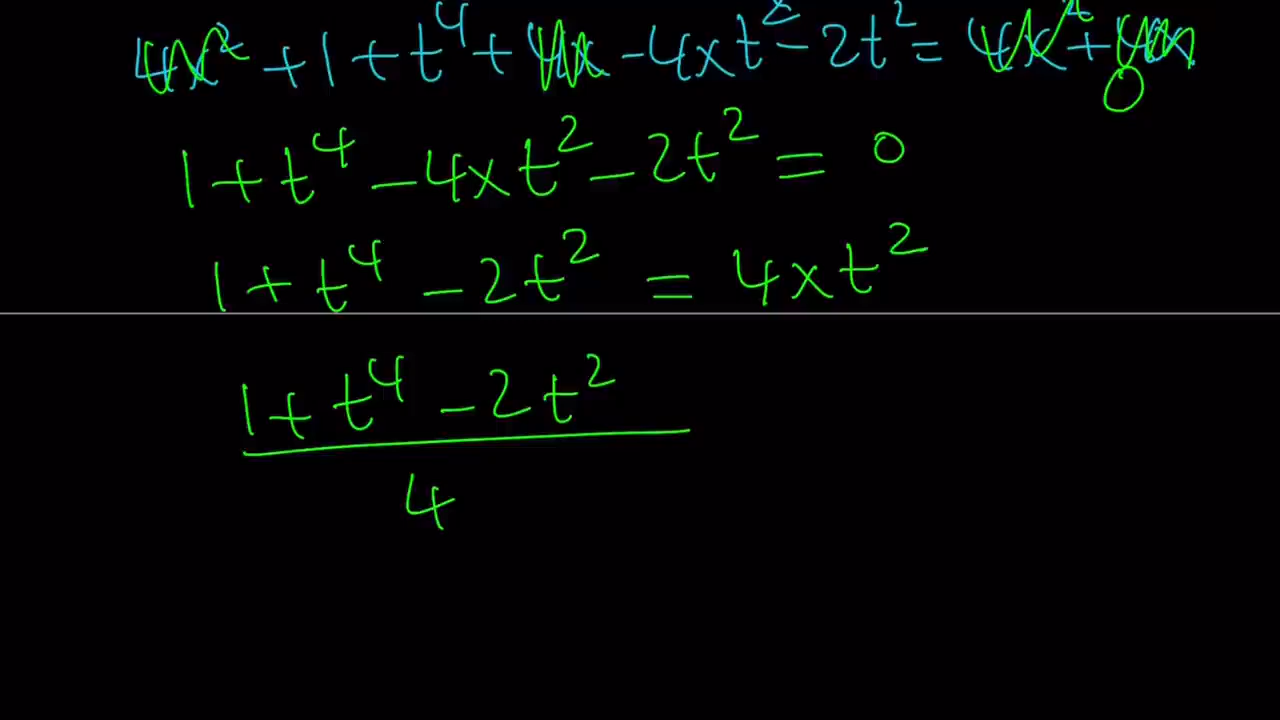 4x² + 1 + t⁴ + 4x - 4xt² - 2t² = 4x² + 4x
0
1 + t⁴ - 4xt² - 2t² = 0
1 + t⁴ - 2t² = 4xt²
1 + t⁴ - 2t²
4